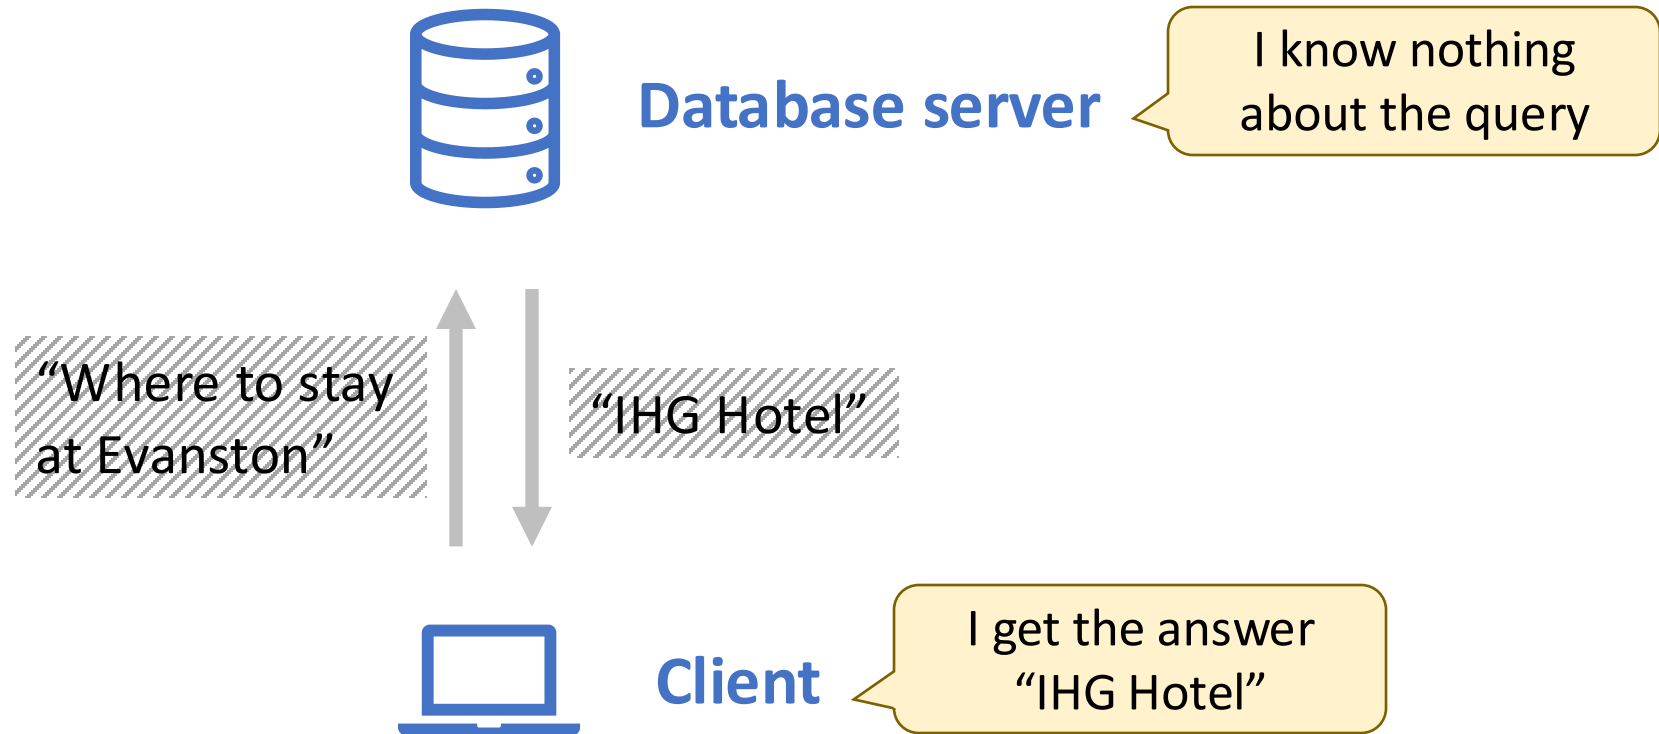 Database server
I know nothing
about the query
“Where to stay
at Evanston”
“IHG Hotel”
Client
I get the answer
“IHG Hotel”